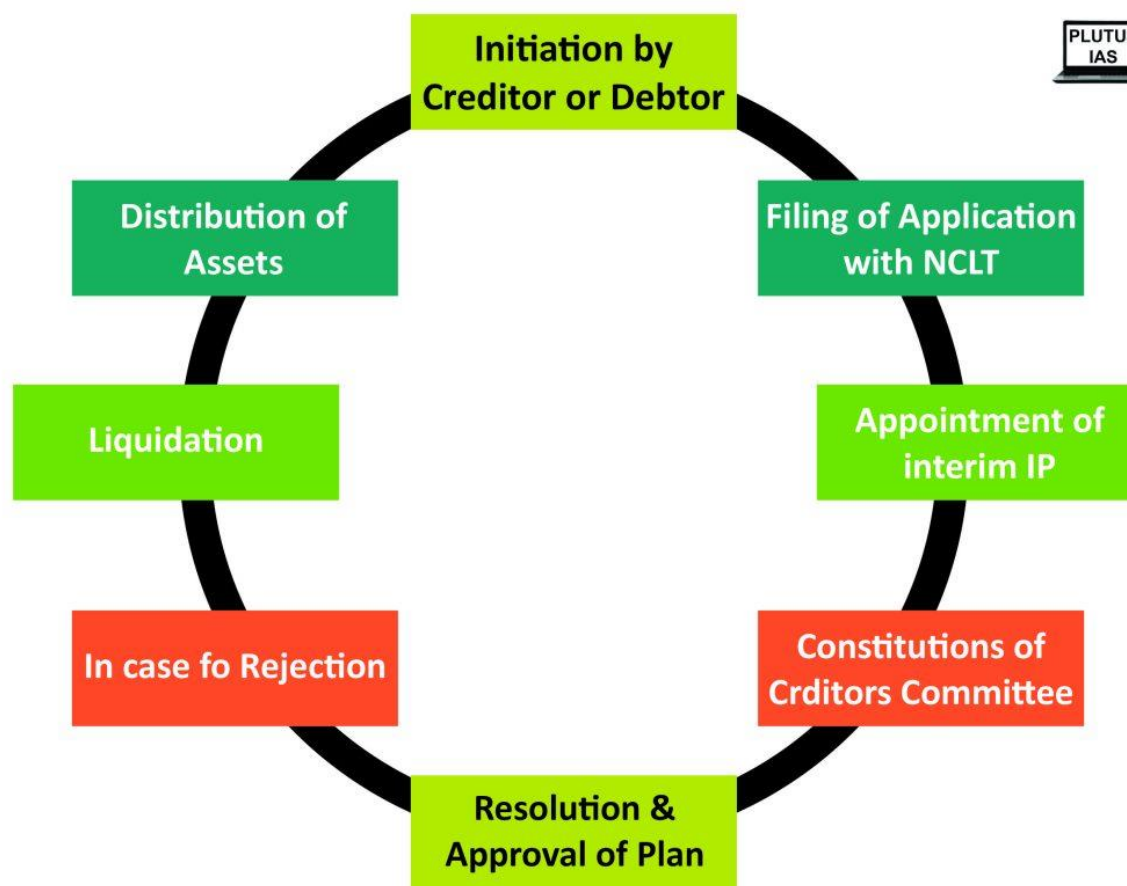 Initiation by
Creditor or Debtor
PLUTU
IAS
Filing of Application
with NCLT
Appointment of
interim IP
Constitutions of
Crditors Committee
Resolution &
Approval of Plan
In case fo Rejection
Liquidation
Distribution of
Assets